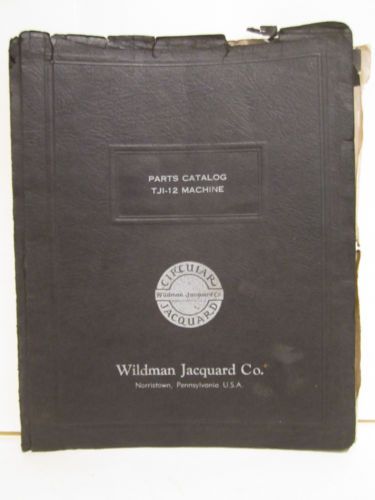 PARTS CATALOG
TJI-12 MACHINE
CIRCULAR
Wildman Jacquard Co.
JACQUARD
Wildman Jacquard Co.
Norristown, Pennsylvania U.S.A.